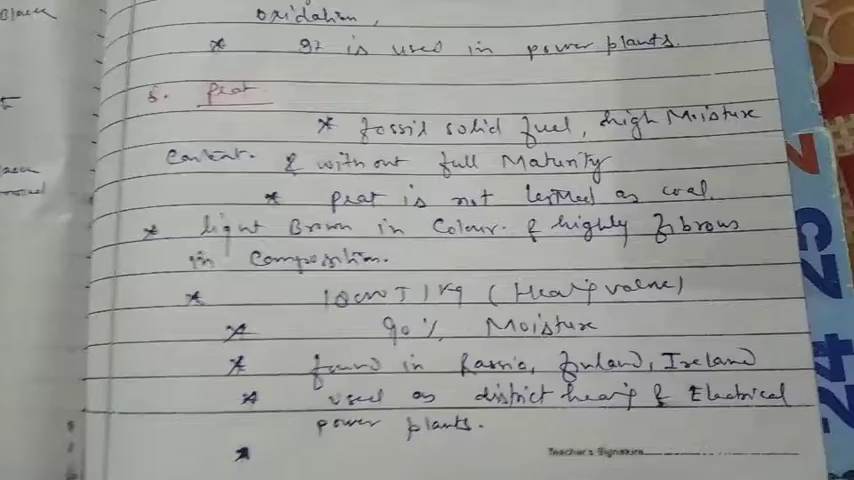 Black
oxidation,
* It is used in power plants.
5. Peat
* fossil solid fuel, high Moisture
Content. & without full Maturity
* peat is not termed as coal.
* light Brown in Colour. & highly fibrous
in Composition.
* J/kg (Heating value)
* 90% Moisture
* found in Russia, Finland, Ireland
* used as district heating & Electrical
power plants.
*
Teacher's Signature